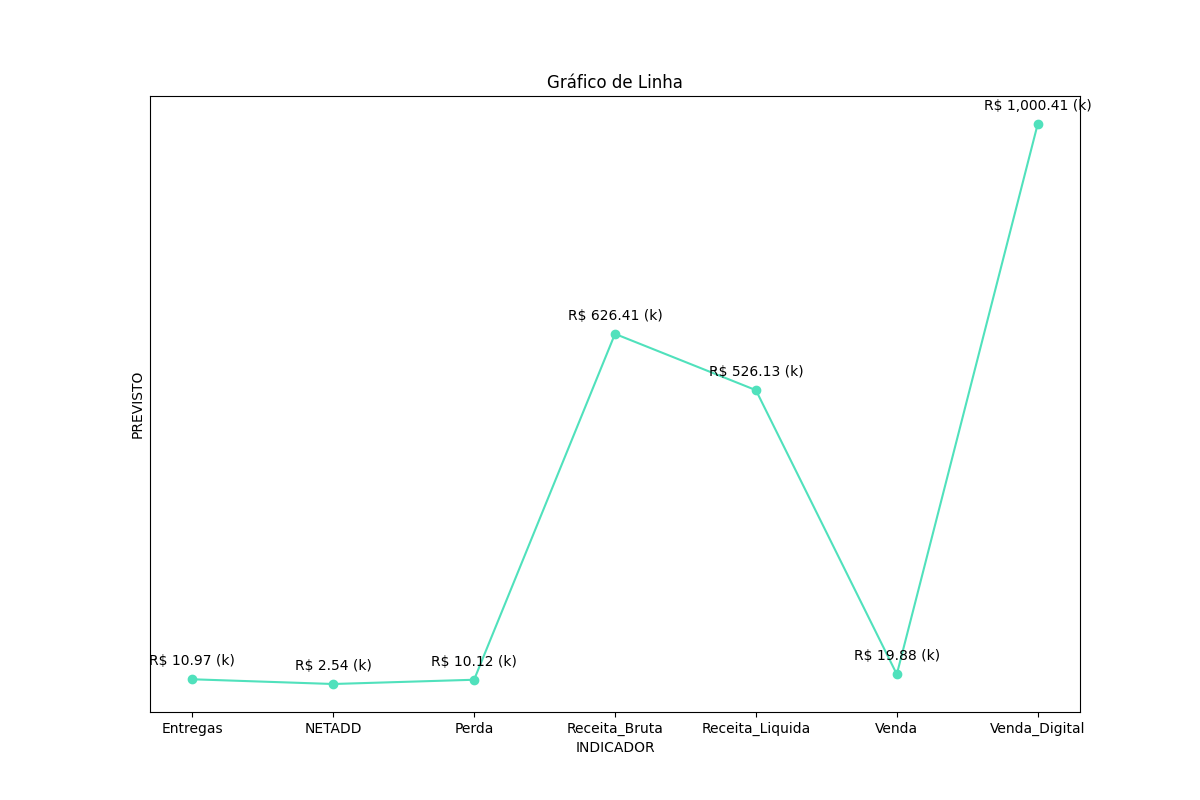 Gráfico de Linha
R$ 1,000.41 (k)
R$ 626.41 (k)
R$ 526.13 (k)
PREVISTO
R$ 10.97 (k)
R$ 2.54 (k)
R$ 10.12 (k)
R$ 19.88 (k)
Entregas
NETADD
Perda
Receita_Bruta
Receita_Liquida
Venda
Venda_Digital
INDICADOR